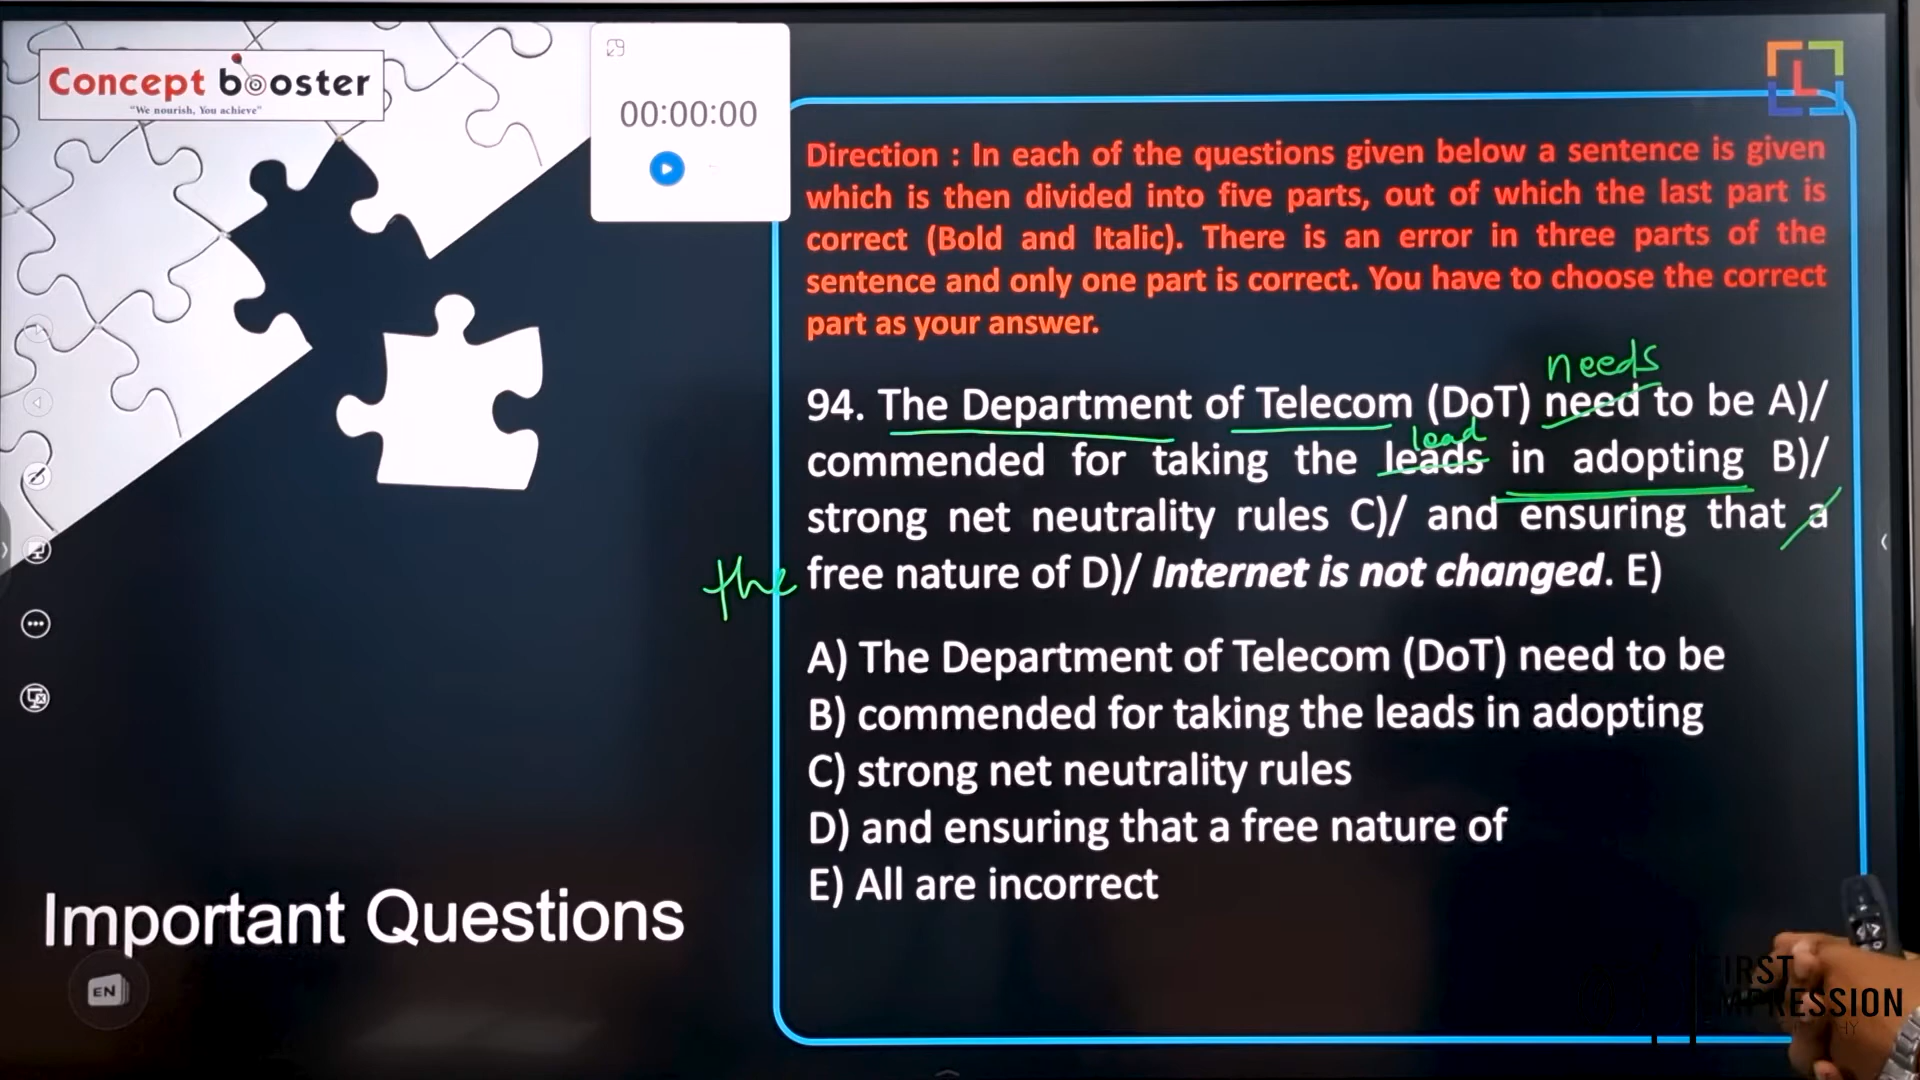 Concept booster
"We nourish, You achieve"
00:00:00
L
Direction : In each of the questions given below a sentence is given
which is then divided into five parts, out of which the last part is
correct (Bold and Italic). There is an error in three parts of the
sentence and only one part is correct. You have to choose the correct
part as your answer.
needs
94. The Department of Telecom (DoT) need to be A)/
lead
commended for taking the leads in adopting B)/
strong net neutrality rules C)/ and ensuring that a
the
free nature of D)/ Internet is not changed. E)
A) The Department of Telecom (DoT) need to be
B) commended for taking the leads in adopting
C) strong net neutrality rules
D) and ensuring that a free nature of
E) All are incorrect
Important Questions
EN
FIRST
IMPRESSION